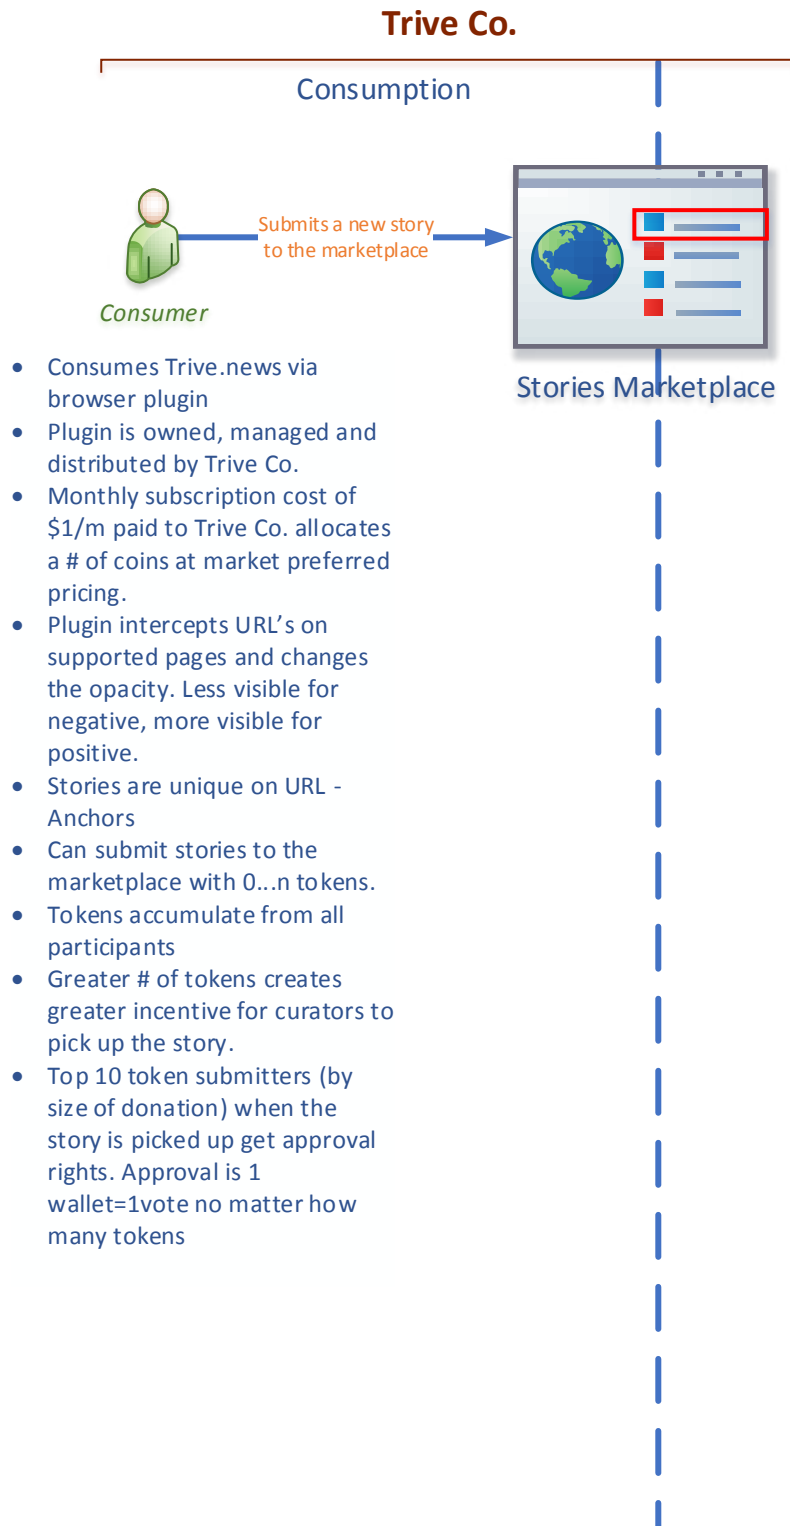 Trive Co.
Consumption
Submits a new story
to the marketplace
Consumer
Stories Marketplace
• Consumes Trive.news via
browser plugin
• Plugin is owned, managed and
distributed by Trive Co.
• Monthly subscription cost of
$1/m paid to Trive Co. allocates
a # of coins at market preferred
pricing.
• Plugin intercepts URL’s on
supported pages and changes
the opacity. Less visible for
negative, more visible for
positive.
• Stories are unique on URL -
Anchors
• Can submit stories to the
marketplace with 0...n tokens.
• Tokens accumulate from all
participants
• Greater # of tokens creates
greater incentive for curators to
pick up the story.
• Top 10 token submitters (by
size of donation) when the
story is picked up get approval
rights. Approval is 1
wallet=1vote no matter how
many tokens